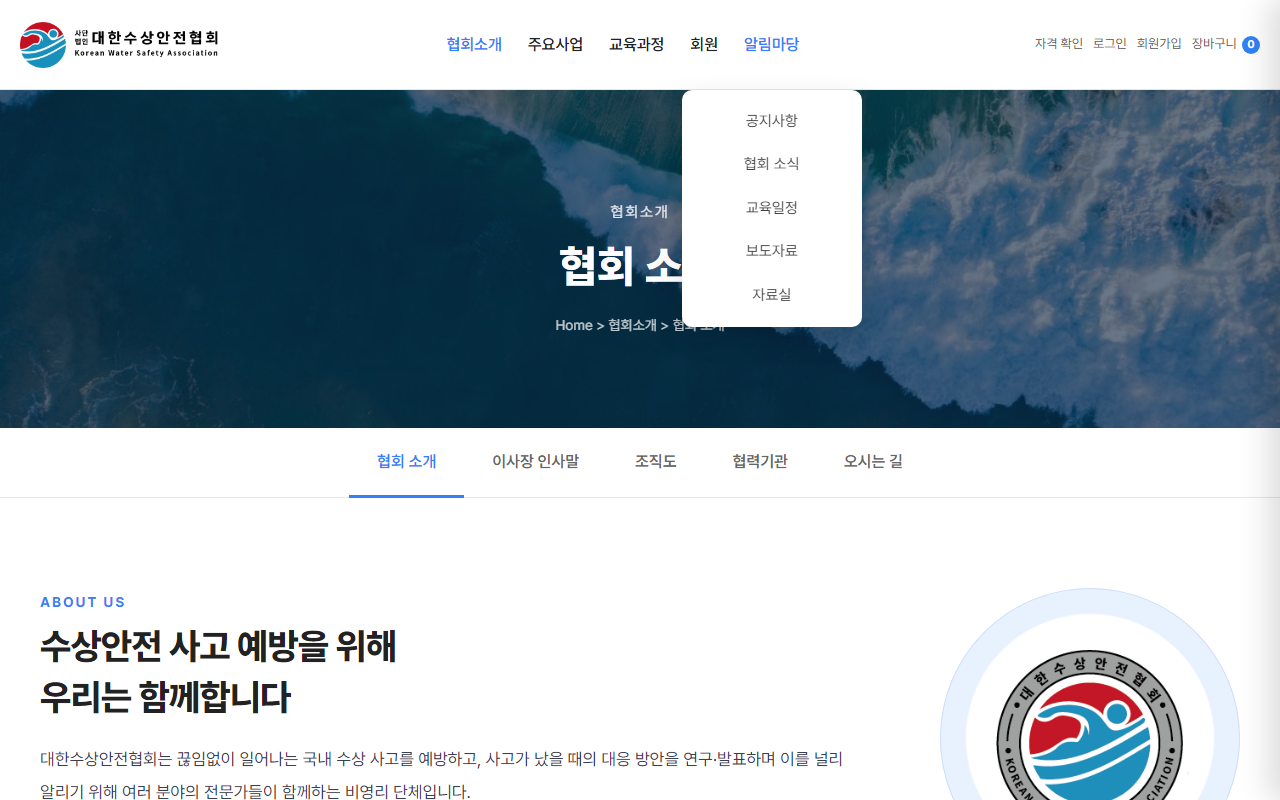 사단
법인
대한수상안전협회
Korean Water Safety Association
협회소개 주요사업 교육과정 회원 알림마당
자격 확인 로그인 회원가입 장바구니 0
공지사항
협회 소식
교육일정
보도자료
자료실
협회소개
협회 소
Home > 협회소개 > 협회 소개
협회 소개 이사장 인사말 조직도 협력기관 오시는 길
ABOUT US
수상안전 사고 예방을 위해
우리는 함께합니다
대한수상안전협회는 끊임없이 일어나는 국내 수상 사고를 예방하고, 사고가 났을 때의 대응 방안을 연구·발표하며 이를 널리
알리기 위해 여러 분야의 전문가들이 함께하는 비영리 단체입니다.
대한수상안전협회
KOREAN
CIATION